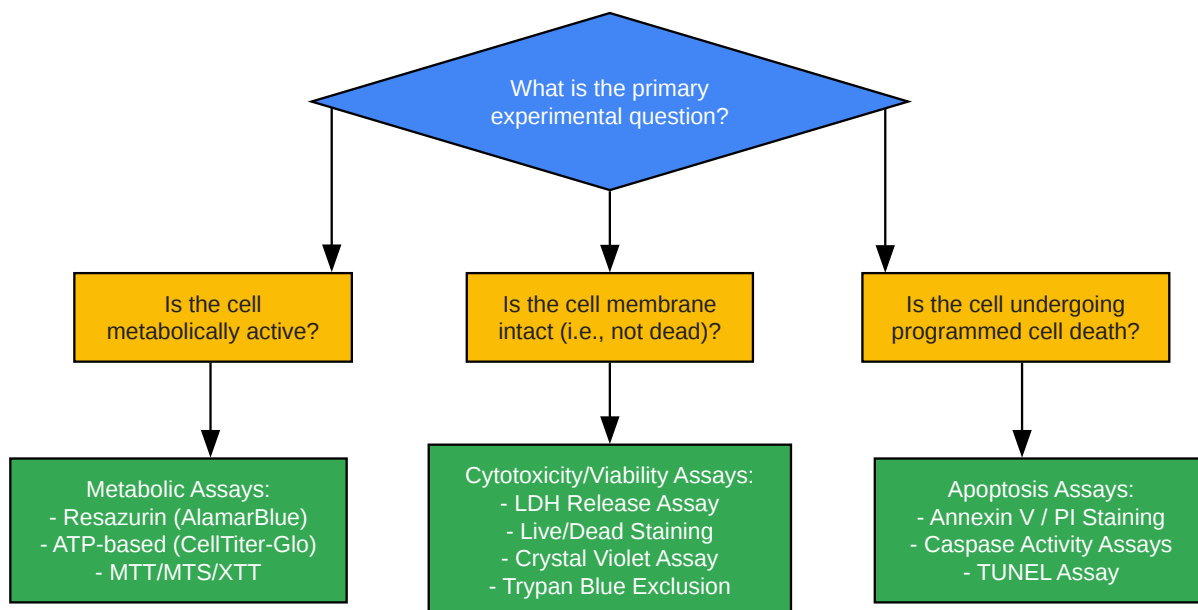 What is the primary
experimental question?
Is the cell
metabolically active?
Is the cell membrane
intact (i.e., not dead)?
Is the cell undergoing
programmed cell death?
Metabolic Assays:
- Resazurin (AlamarBlue)
- ATP-based (CellTiter-Glo)
- MTT/MTS/XTT
Cytotoxicity/Viability Assays:
- LDH Release Assay
- Live/Dead Staining
- Crystal Violet Assay
- Trypan Blue Exclusion
Apoptosis Assays:
- Annexin V / PI Staining
- Caspase Activity Assays
- TUNEL Assay